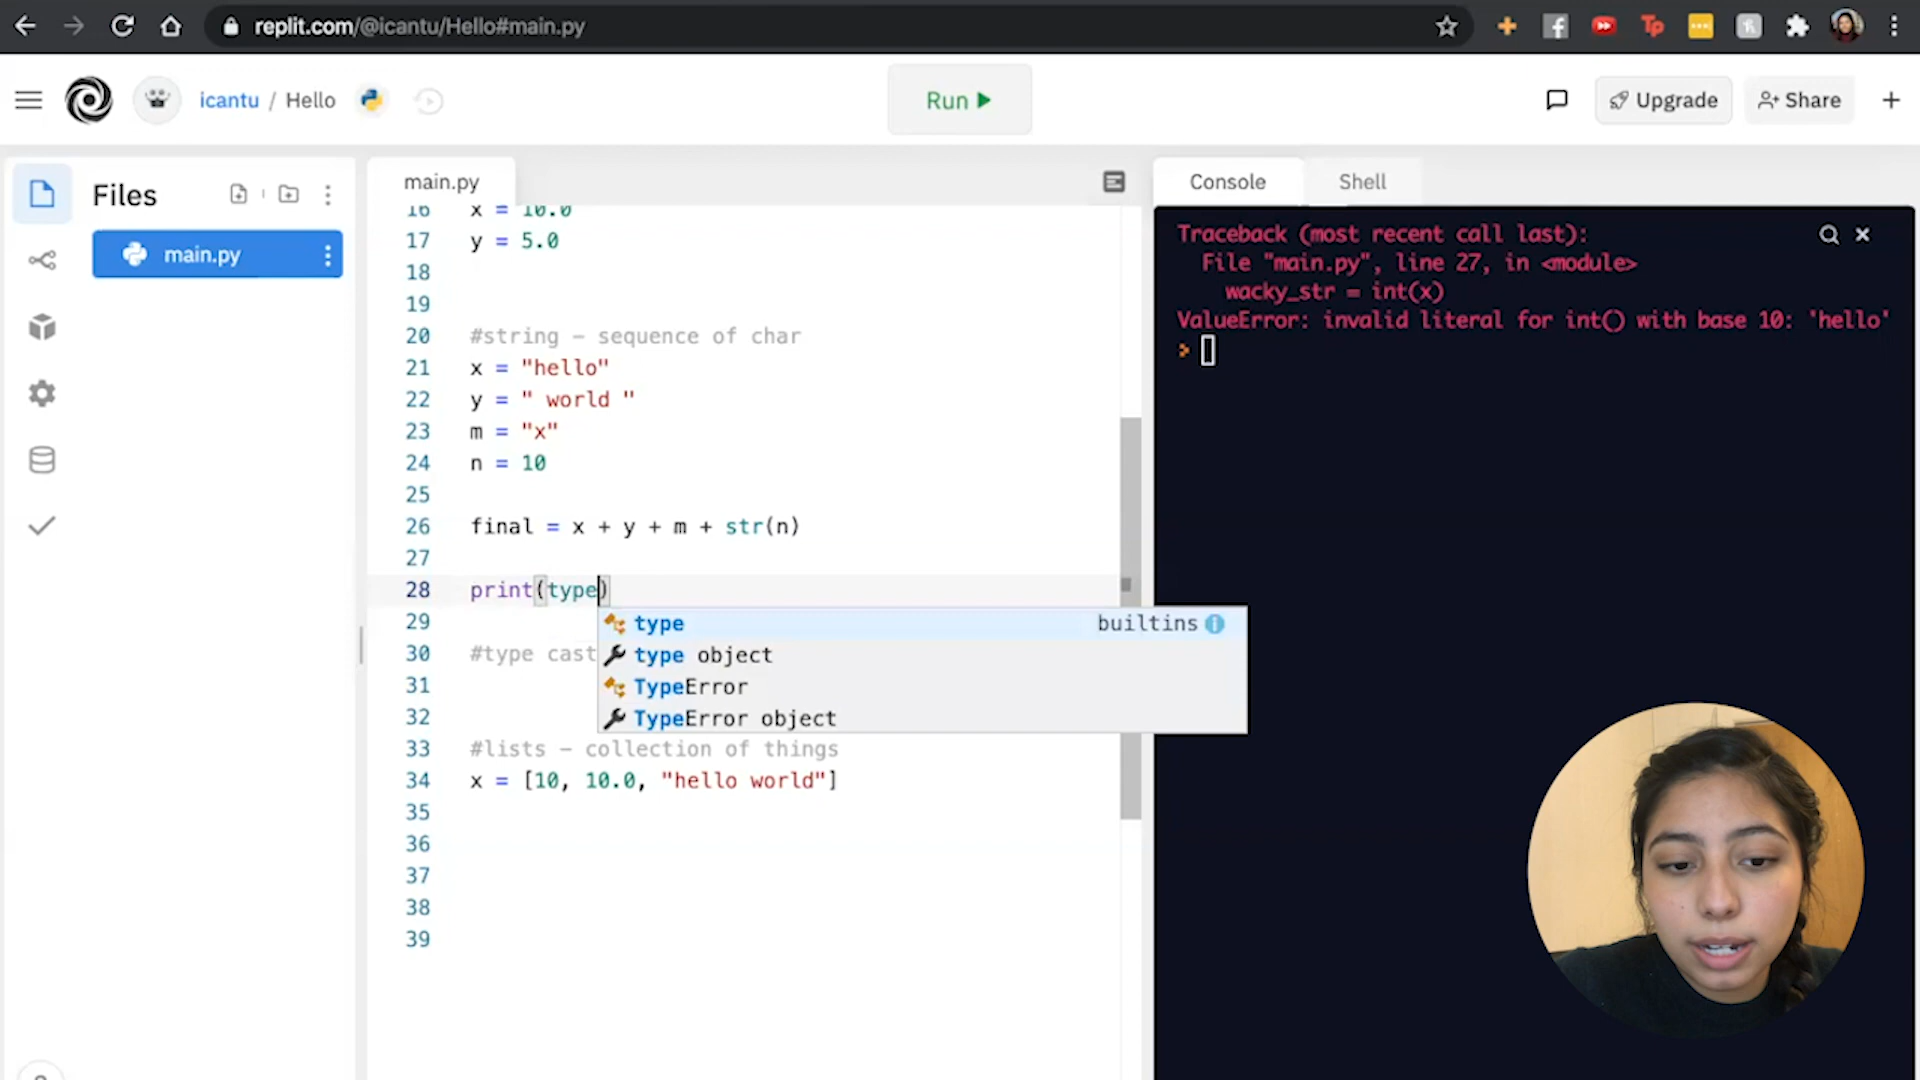 replit.com/@icantu/Hello#main.py
Tp
icantu / Hello
Run
Upgrade
Share
Files
main.py
main.py
16 x = 10.0
17 y = 5.0
18
19
20 #string - sequence of char
21 x = "hello"
22 y = " world "
23 m = "x"
24 n = 10
25
26 final = x + y + m + str(n)
27
28 print(type)
29
30 #type cast
31
32
33 #lists - collection of things
34 x = [10, 10.0, "hello world"]
35
36
37
38
39
type builtins
type object
TypeError
TypeError object
Console Shell
Traceback (most recent call last):
File "main.py", line 27, in <module>
wacky_str = int(x)
ValueError: invalid literal for int() with base 10: 'hello'
>